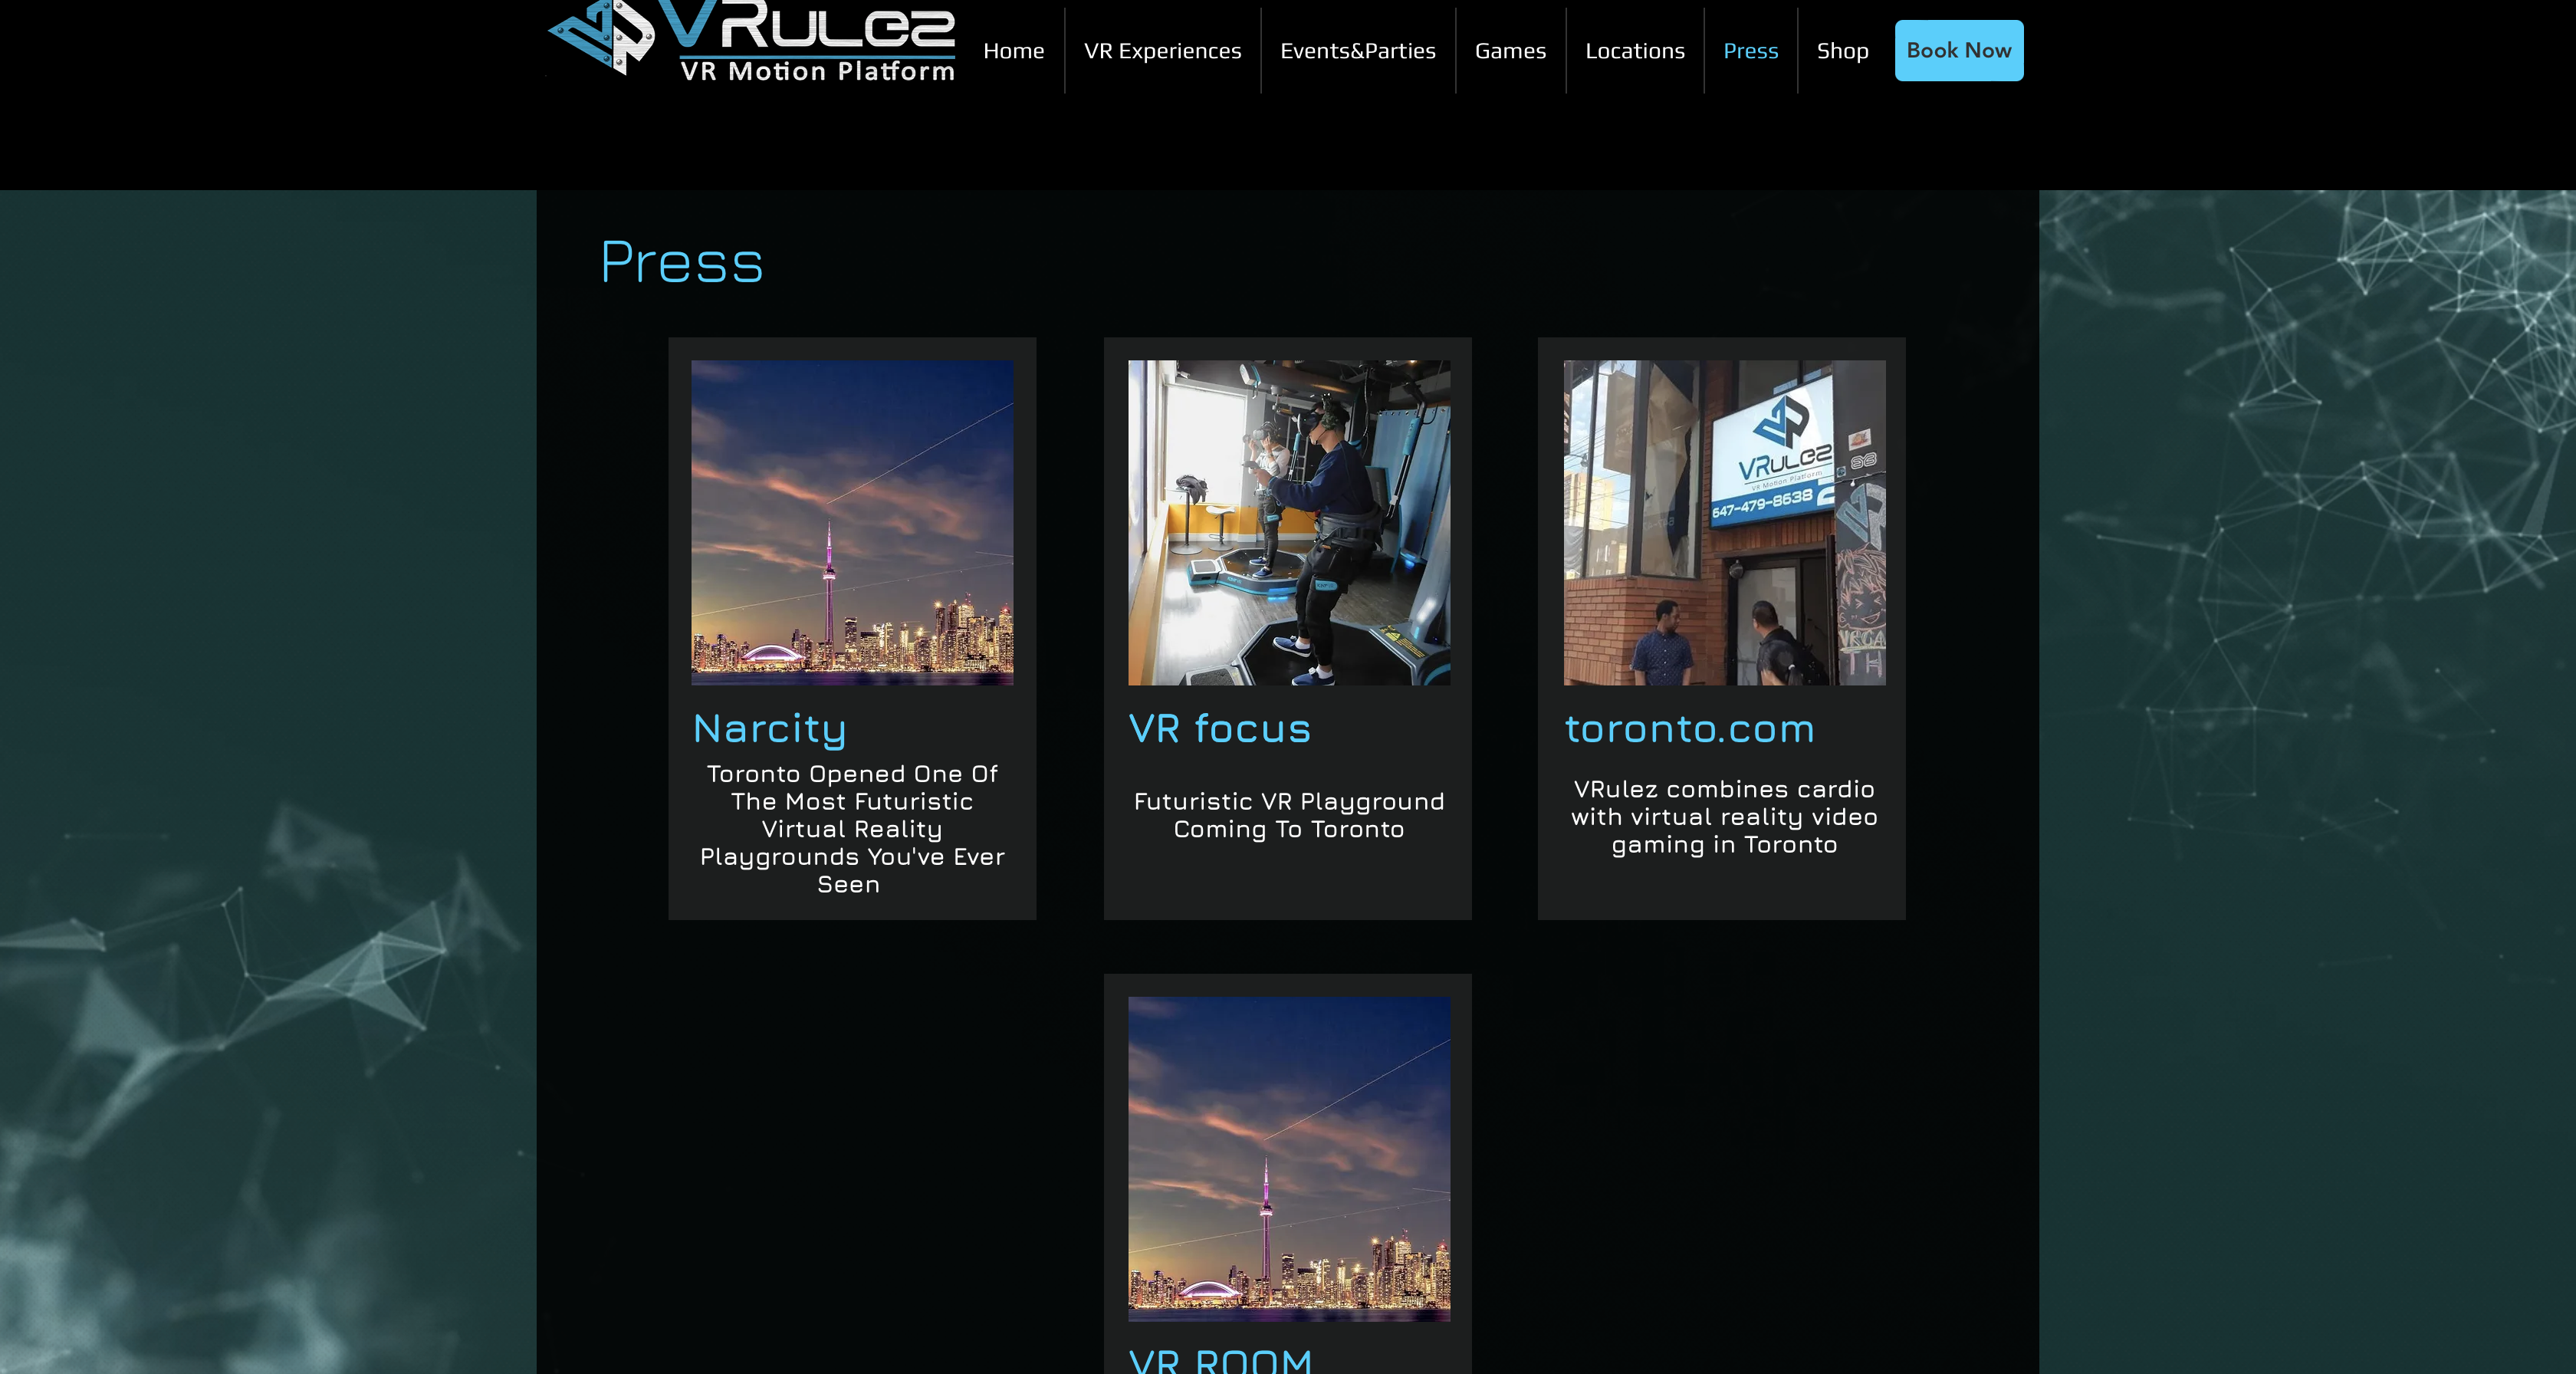 VRulez
VR Motion Platform
Home
VR Experiences
Events&Parties
Games
Locations
Press
Shop
Book Now
Press
VRulez
VR Motion Platform
647-479-8638
Narcity
Toronto Opened One Of
The Most Futuristic
Virtual Reality
Playgrounds You've Ever
Seen
VR focus
Futuristic VR Playground
Coming To Toronto
toronto.com
VRulez combines cardio
with virtual reality video
gaming in Toronto
VR ROOM